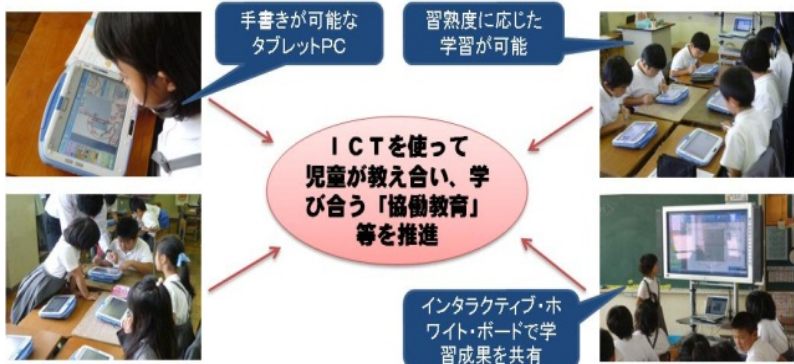 手書きが可能な
タブレットPC
習熟度に応じた
学習が可能
ＩＣＴを使って
児童が教え合い、学
び合う「協働教育」
等を推進
インタラクティブ・ホ
ワイト・ボードで学
習成果を共有